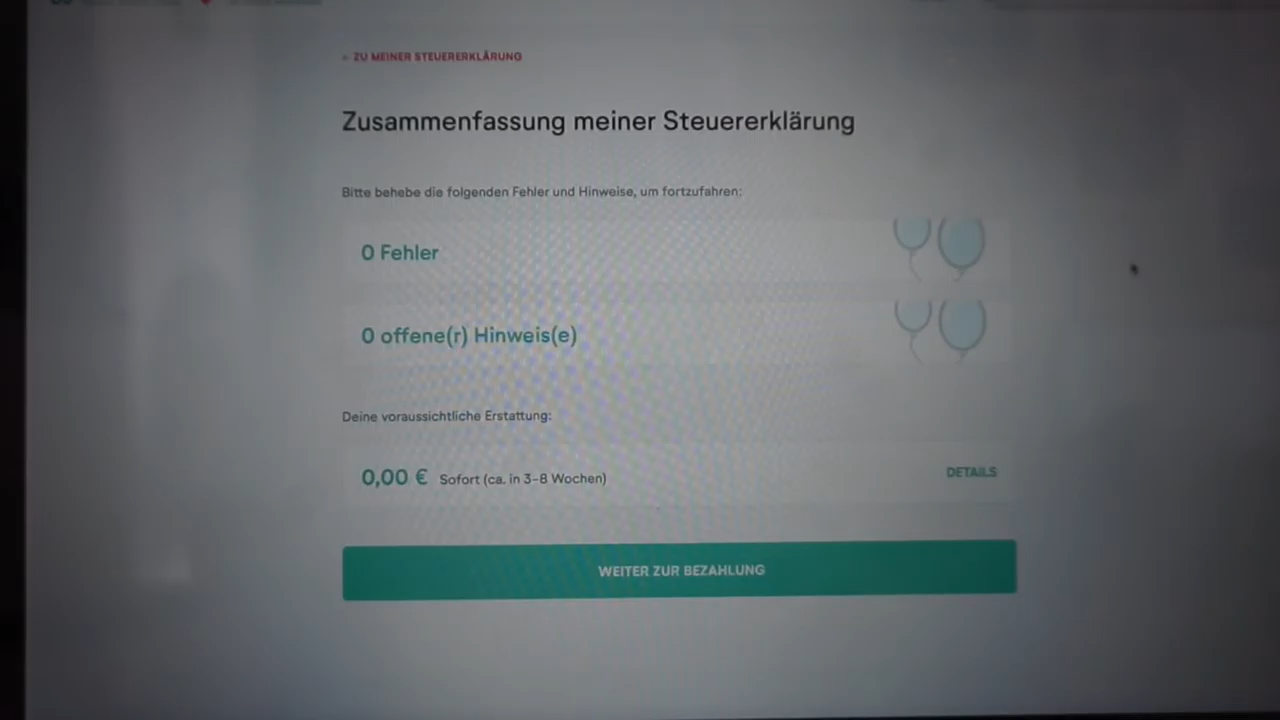 « ZU MEINER STEUERERKLÄRUNG
Zusammenfassung meiner Steuererklärung
Bitte behebe die folgenden Fehler und Hinweise, um fortzufahren:
0 Fehler
0 offene(r) Hinweis(e)
Deine voraussichtliche Erstattung:
0,00 € Sofort (ca. in 3–8 Wochen) DETAILS
WEITER ZUR BEZAHLUNG